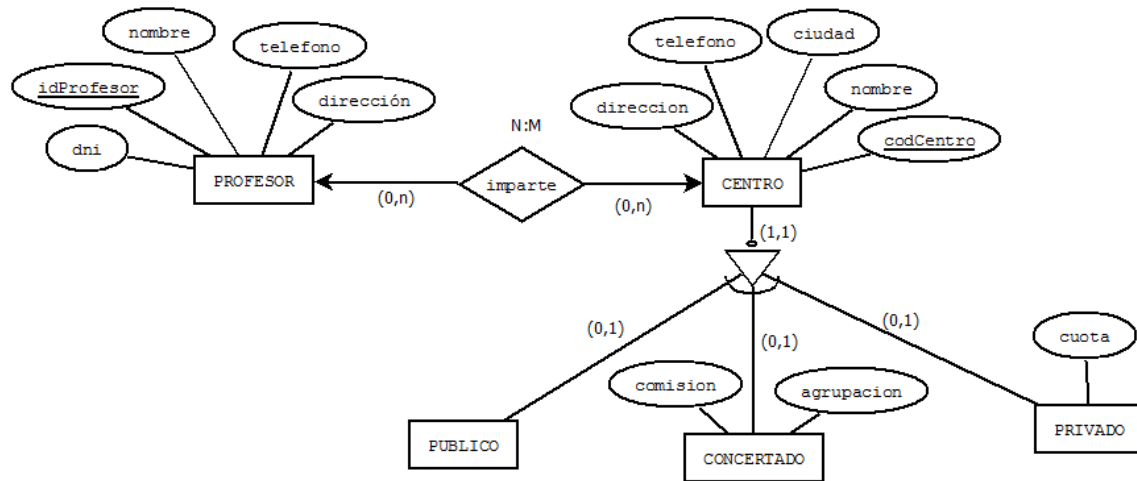 nombre
telefono
idProfesor
dirección
dni
PROFESOR
(0,n)
N:M
imparte
(0,n)
telefono
ciudad
direccion
nombre
codCentro
CENTRO
(1,1)
(0,1)
(0,1)
(0,1)
cuota
comision
agrupacion
PUBLICO
CONCERTADO
PRIVADO